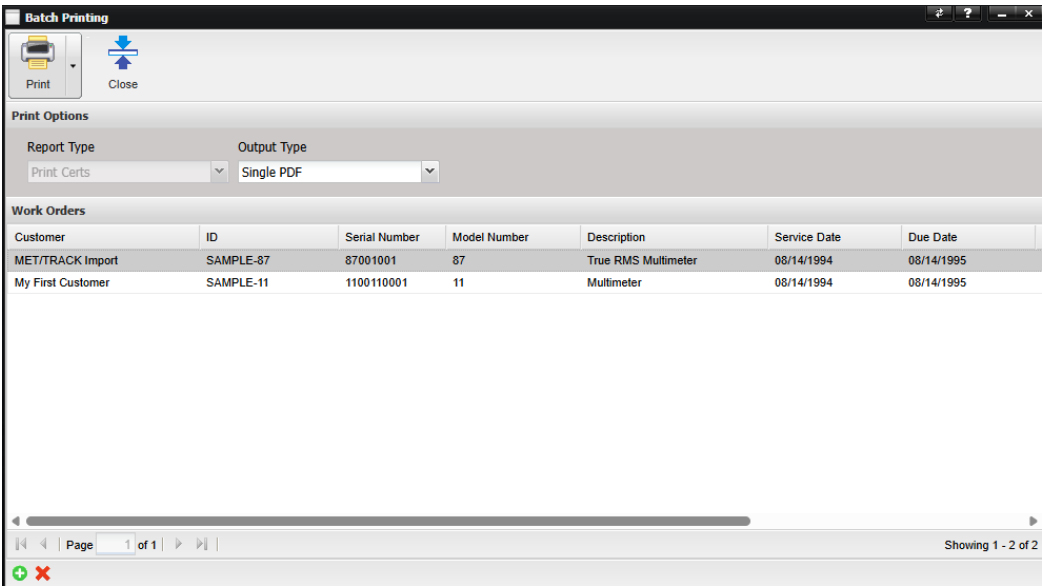 Batch Printing
Print Close
Print Options
Report Type Output Type
Print Certs Single PDF
Work Orders
Customer ID Serial Number Model Number Description Service Date Due Date
MET/TRACK Import SAMPLE-87 87001001 87 True RMS Multimeter 08/14/1994 08/14/1995
My First Customer SAMPLE-11 1100110001 11 Multimeter 08/14/1994 08/14/1995
Page 1 of 1 Showing 1 - 2 of 2